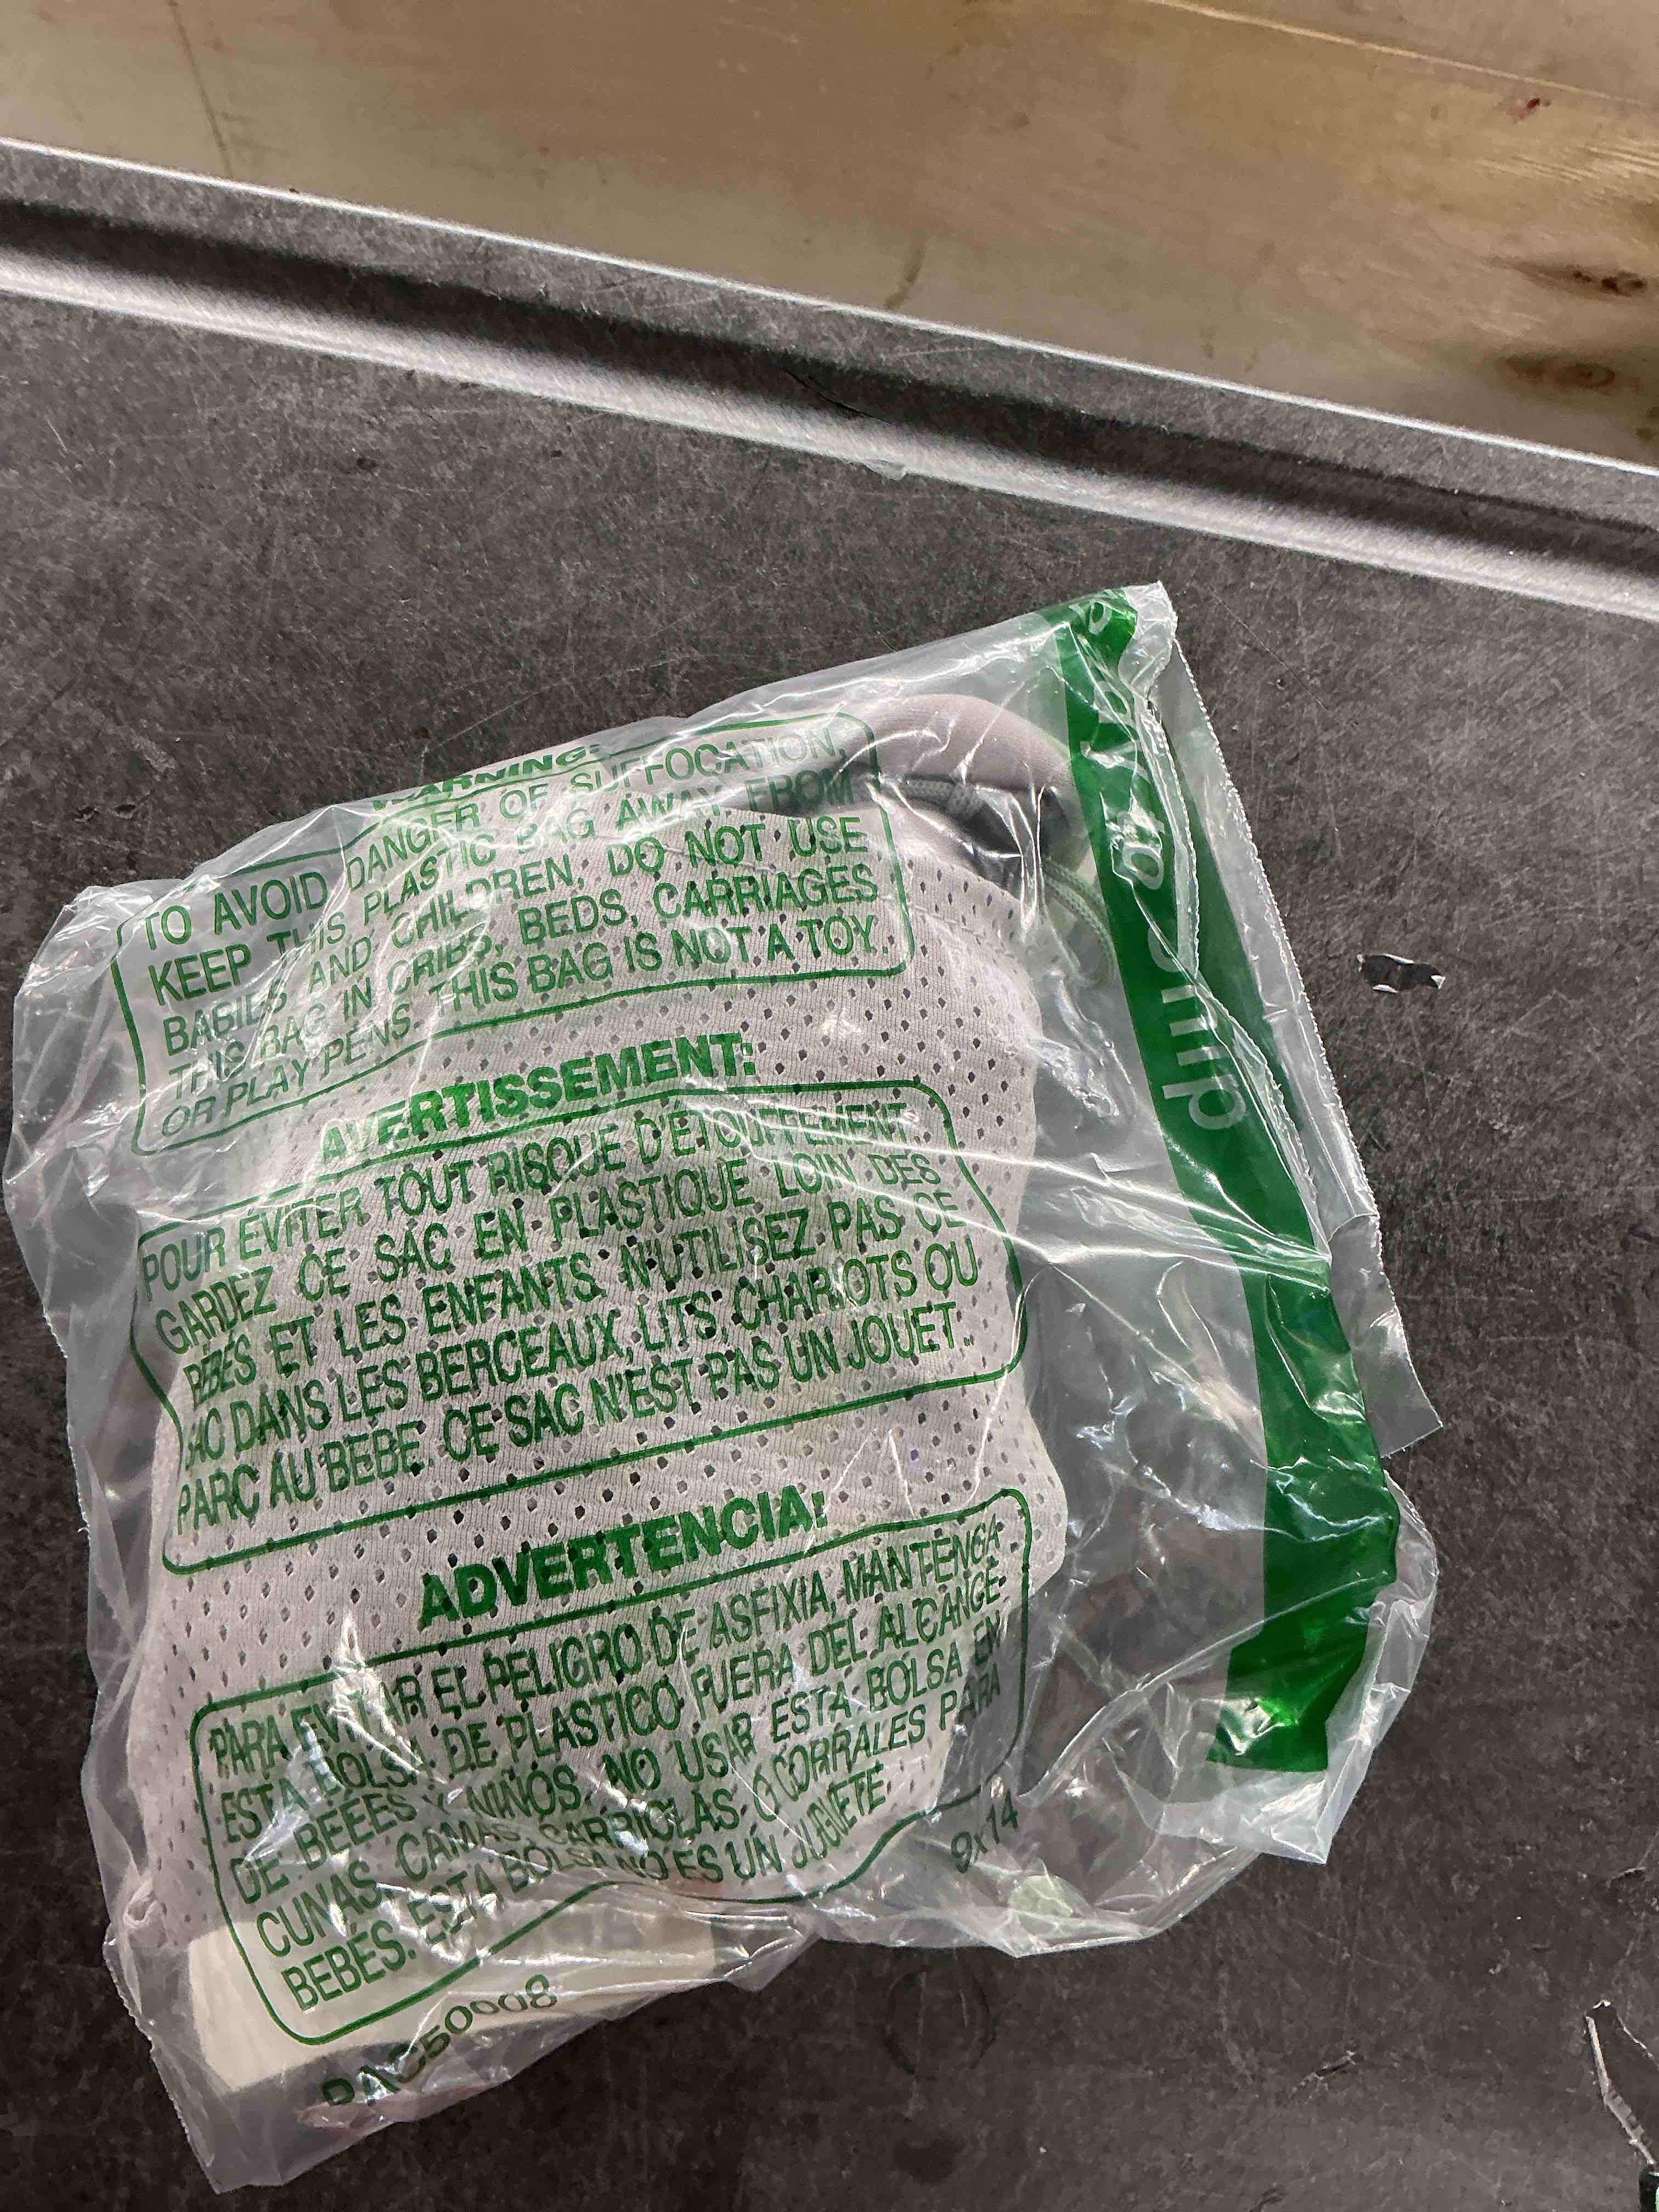 WARNING:
TO AVOID DANGER OF SUFFOCATION,
KEEP THIS PLASTIC BAG AWAY FROM
BABIES AND CHILDREN, DO NOT USE
THIS BAG IN CRIBS, BEDS, CARRIAGES
OR PLAY PENS. THIS BAG IS NOT A TOY
AVERTISSEMENT:
POUR EVITER TOUT RISQUE D'ETOUFFEMENT,
GARDEZ CE SAC EN PLASTIQUE LOIN DES
BEBES ET LES ENFANTS. N'UTILISEZ PAS CE
SAC DANS LES BERCEAUX, LITS, CHARIOTS OU
PARC AU BEBE. CE SAC N'EST PAS UN JOUET.
ADVERTENCIA:
PARA EVITAR EL PELIGRO DE ASFIXIA, MANTENGA
ESTA BOLSA DE PLASTICO FUERA DEL ALCANCE
DE BEEES Y NIÑOS. NO USAR ESTA BOLSA EN
CUNAS, CAMAS, CARRIOLAS, O CORRALES PARA
BEBES. ESTA BOLSA NO ES UN JUGUETE
9x14
to Ship